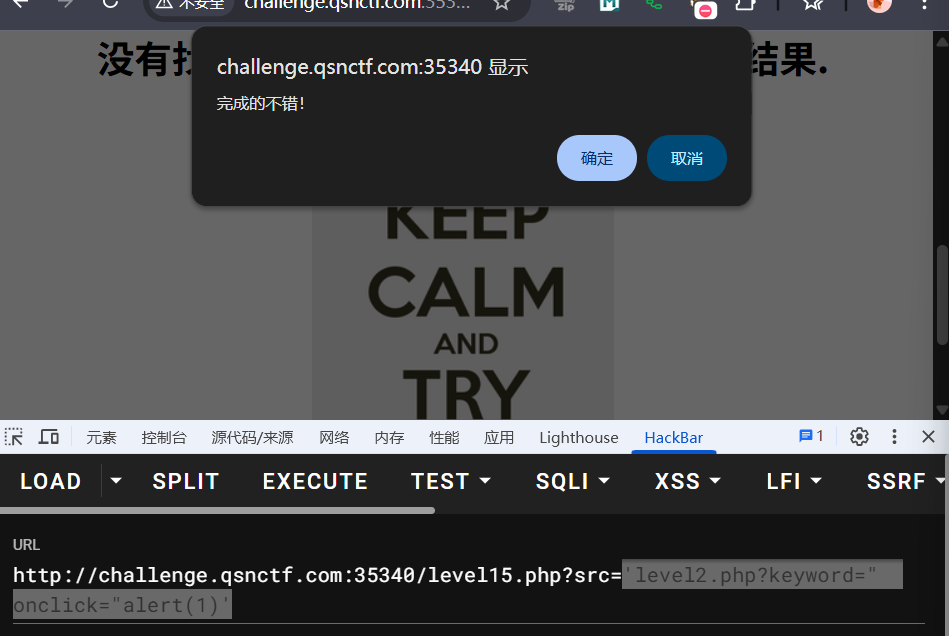 不安全 challenge.qsnctf.com:3535...
没有找 结果.
challenge.qsnctf.com:35340 显示
完成的不错!
确定 取消
KEEP
CALM
AND
TRY
元素 控制台 源代码/来源 网络 内存 性能 应用 Lighthouse HackBar 1
LOAD SPLIT EXECUTE TEST SQLI XSS LFI SSRF
URL
http://challenge.qsnctf.com:35340/level15.php?src='level2.php?keyword="
onclick="alert(1)'